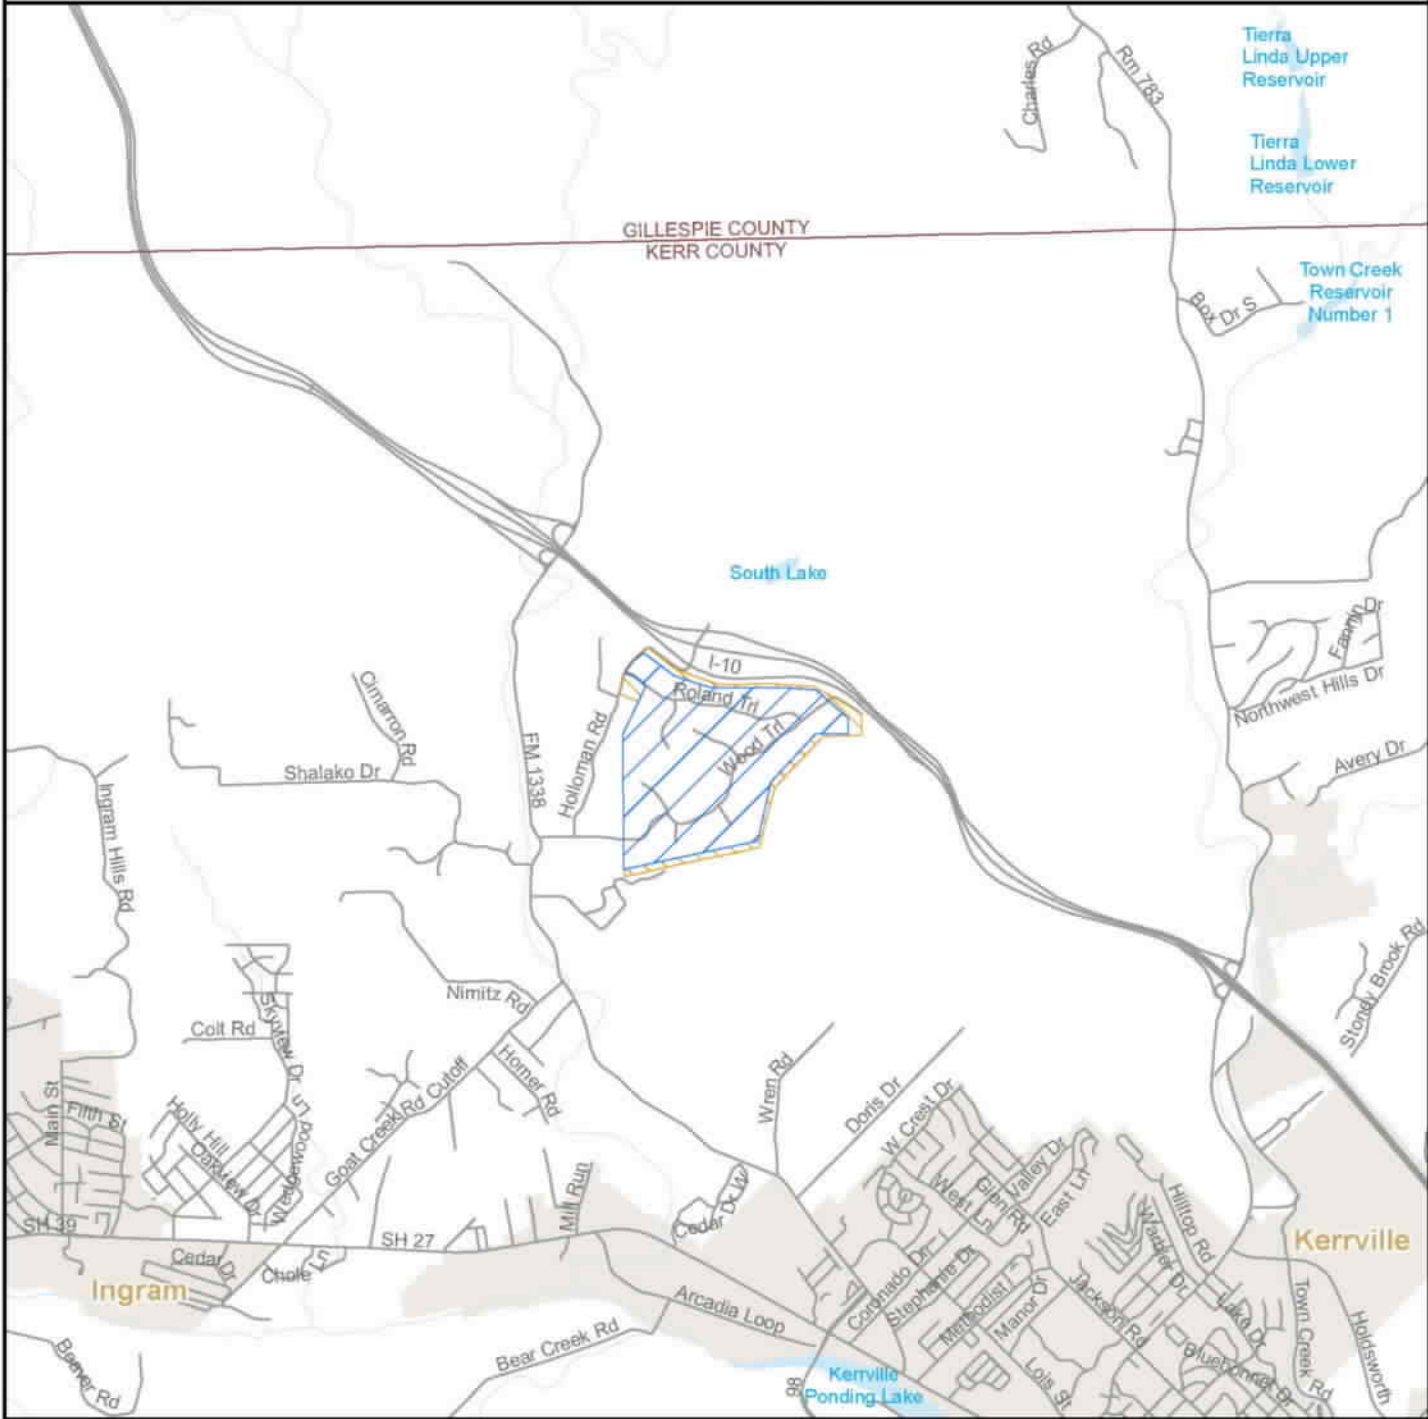 Tierra
Linda Upper
Reservoir
Charles Rd
Rm 783
Tierra
Linda Lower
Reservoir
GILLESPIE COUNTY
KERR COUNTY
Town Creek
Reservoir
Number 1
Box Dr S
South Lake
Fannin Dr
I-10
Cimarron Rd
Roland Trl
Northwest Hills Dr
Holloman Rd
Wood Trl
FM 1338
Avery Dr
Shalako Dr
Ingram Hills Rd
Stoney Brook Rd
Nimitz Rd
Skyview Dr
Colt Rd
Homer Rd
Goat Creek Rd Cutoff
Wren Rd
Doris Dr
W Crest Dr
Main St
Fifth St
Holly Hill
Oakview Dr
Wedgewood Ln
Mill Run
Cedar Dr W
Valley Dr
Glen Rd
West Ln
East Ln
Hilltop Rd
Warbler Dr
SH 39
SH 27
Kerrville
Cedar Dr
Chole Ln
Ingram
Coronado Dr
Stephanie Dr
Methodist
Manor Dr
Jackson Rd
Lake Dr
Town Creek Rd
Holdsworth
Arcadia Loop
Bear Creek Rd
Bluebonnet Dr
Lois St
Beaver Rd
Kerrville
Ponding Lake
98